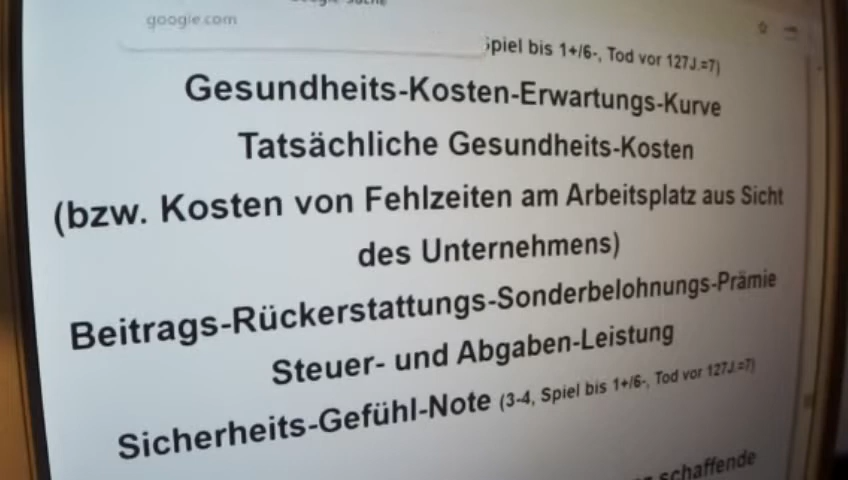 google.com
Spiel bis 1+/6-, Tod vor 127J.=7)
Gesundheits-Kosten-Erwartungs-Kurve
Tatsächliche Gesundheits-Kosten
(bzw. Kosten von Fehlzeiten am Arbeitsplatz aus Sicht
des Unternehmens)
Beitrags-Rückerstattungs-Sonderbelohnungs-Prämie
Steuer- und Abgaben-Leistung
Sicherheits-Gefühl-Note (3-4, Spiel bis 1+/6-, Tod vor 127J.=7)
schaffende